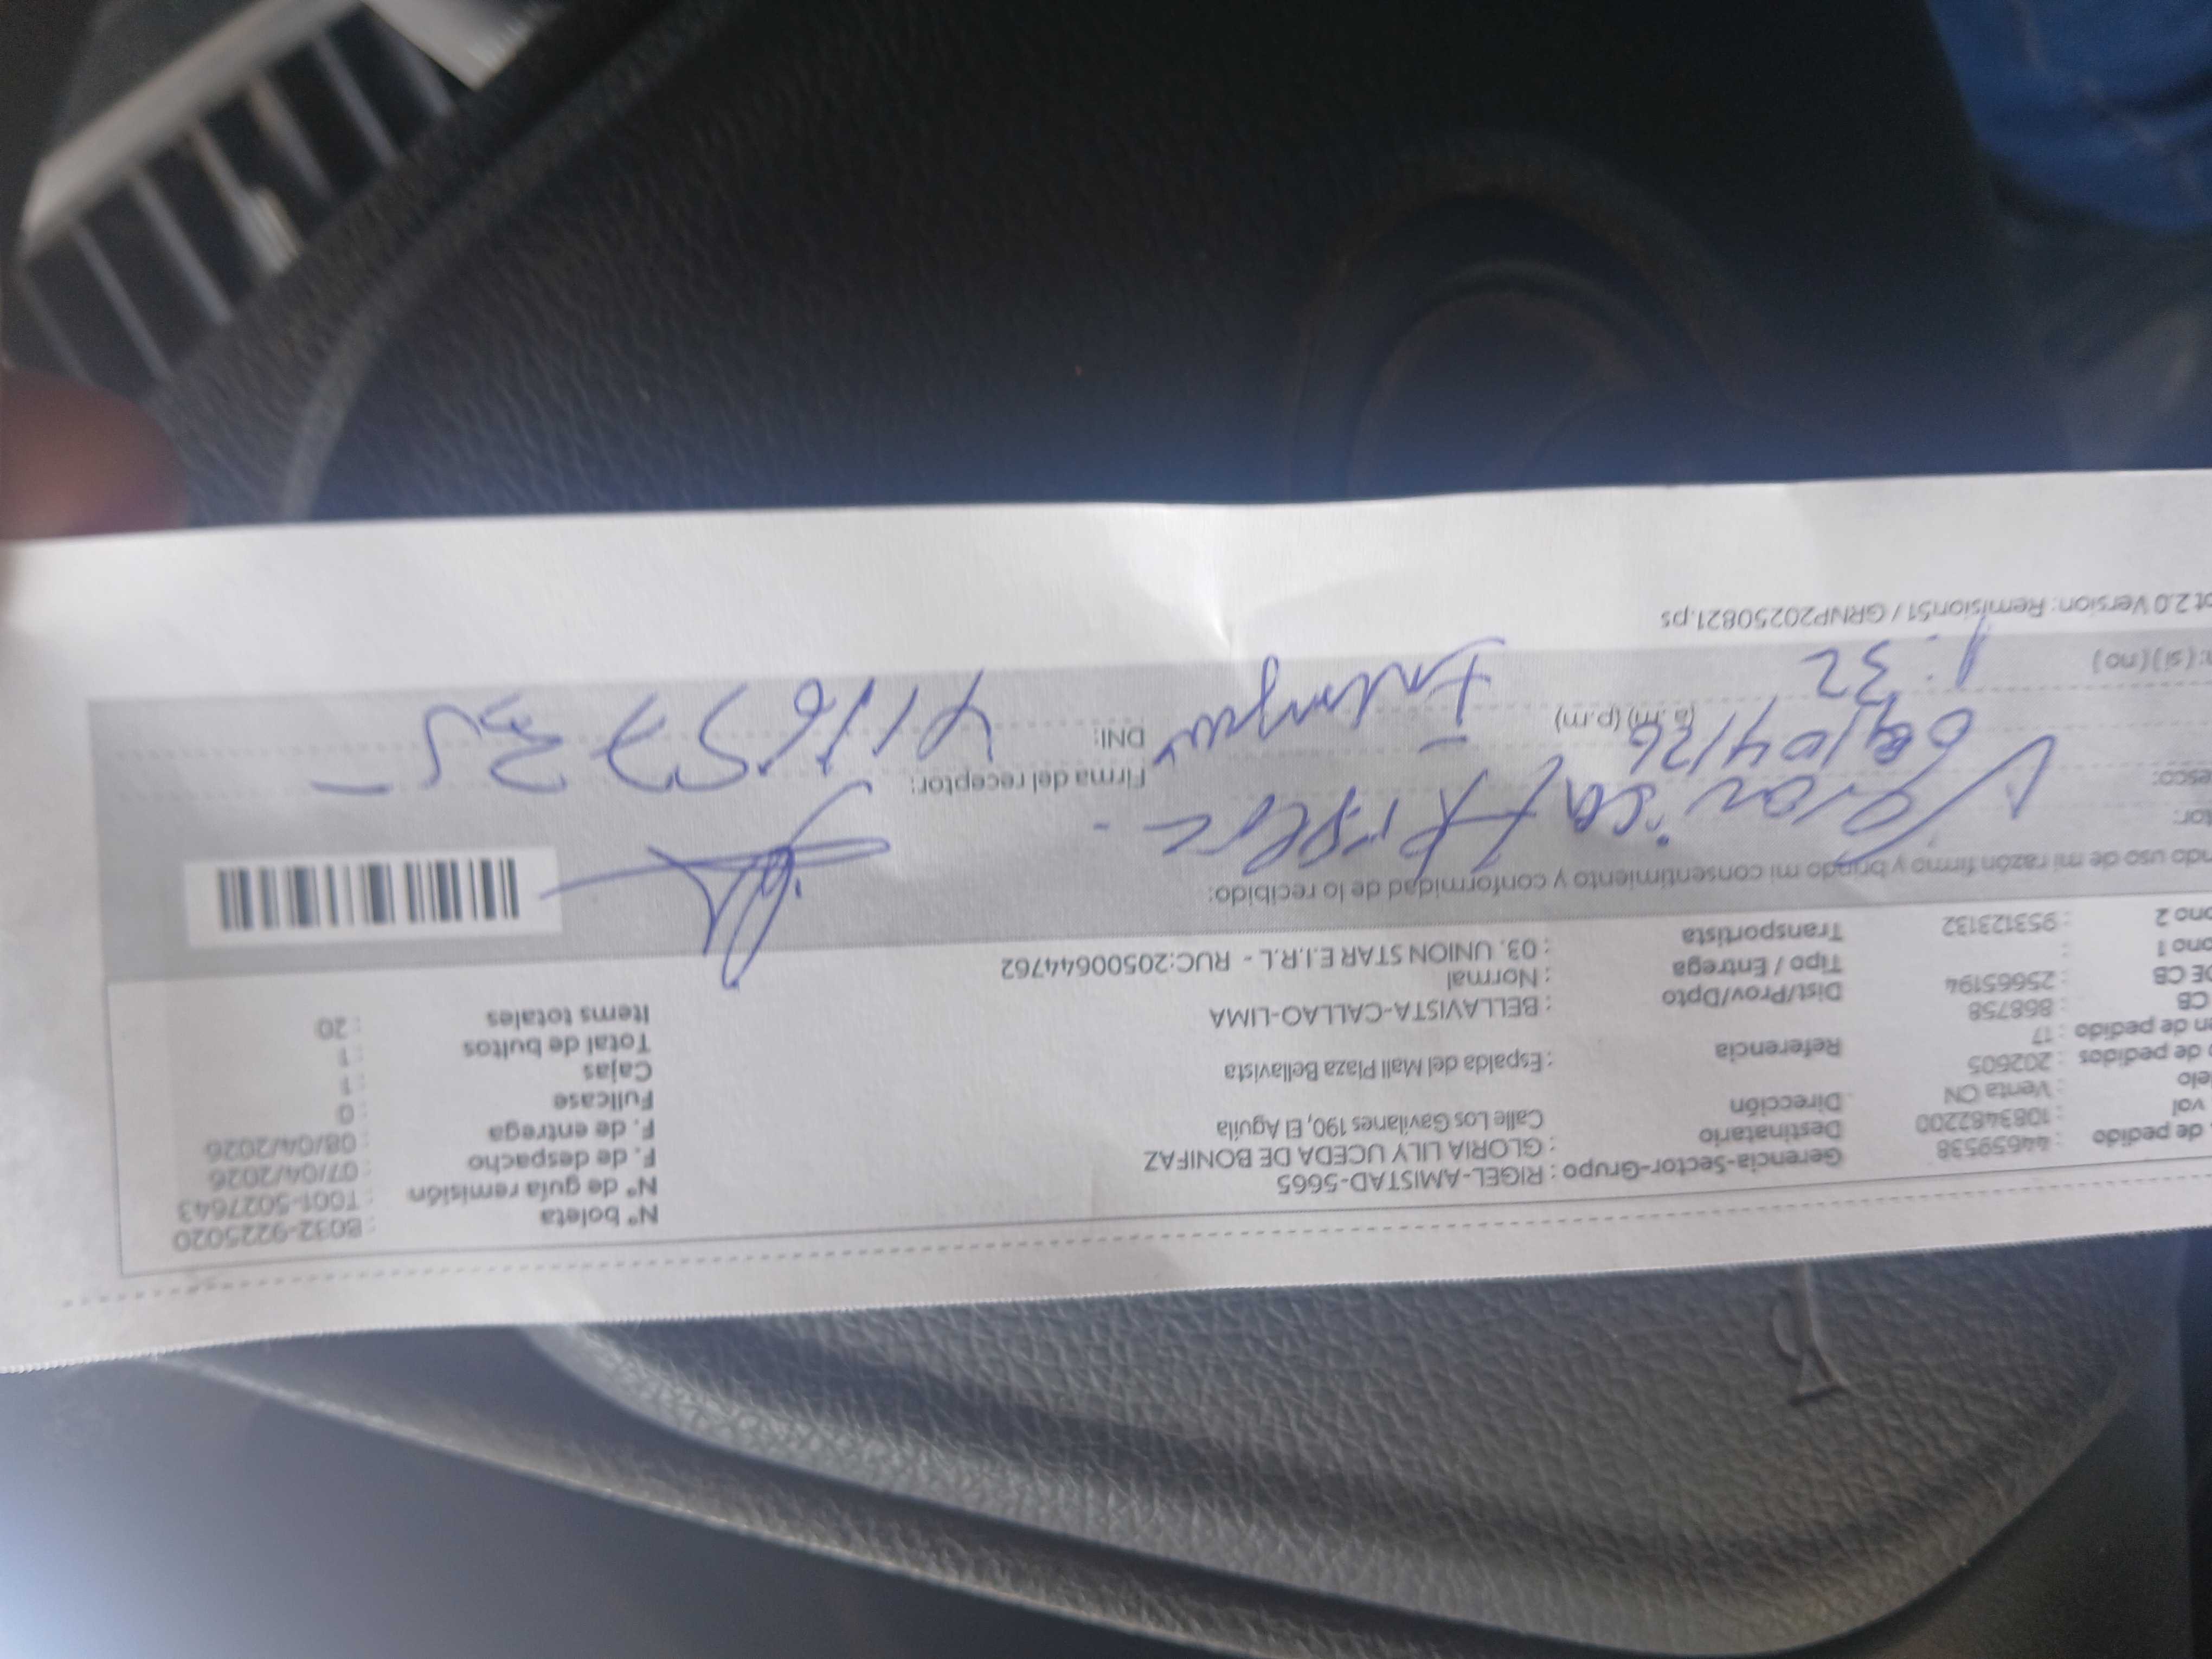 de pedido : 44659538
val : 1083482200
elo : Venta CN
o de pedidos : 202605
en de pedido : 17
CB : 868758
DE CB : 25665194
ono 1 :
ono 2 : 953123132
Gerencia-Sector-Grupo : RIGEL-AMISTAD-5665
Destinatario : GLORIA LILY UCEDA DE BONIFAZ
Dirección Calle Los Gavilanes 190, El Aguila
Referencia : Espalda del Mall Plaza Bellavista
Dist/Prov/Dpto : BELLAVISTA-CALLAO-LIMA
Tipo / Entrega : Normal
Transportista : 03. UNION STAR E.I.R.L - RUC:20500644762
N° boleta : B032-9225020
N° de guía remisión : T001-5027643
F. de despacho : 07/04/2026
F. de entrega : 08/04/2026
Fullcase : 0
Cajas : 1
Total de bultos : 1
Items totales : 20
ndo uso de mi razón firmo y brindo mi consentimiento y conformidad de lo recibido:
tor:
esco:
Firma del receptor:
08/04/26
(a.m) (p.m)
DNI: 41165735
1:32
n: (si) (no)
pt 2.0 Version: Remision51 / GRNP20250821.ps